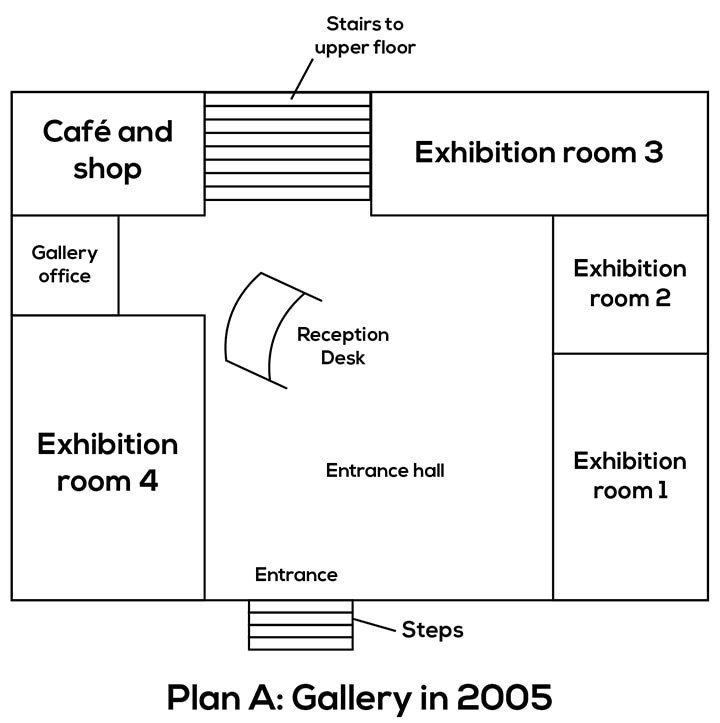 Stairs to
upper floor
Café and
shop
Exhibition room 3
Gallery
office
Exhibition
room 2
Reception
Desk
Exhibition
room 4
Entrance hall
Exhibition
room 1
Entrance
Steps
Plan A: Gallery in 2005